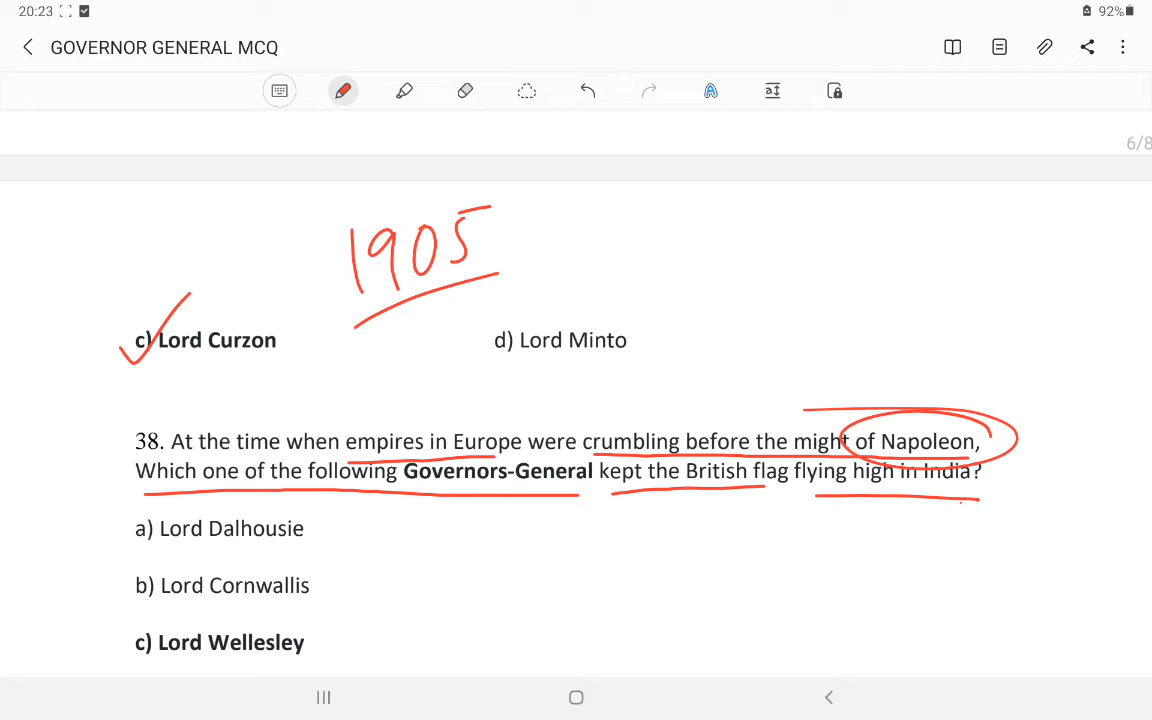 20:23 92%
GOVERNOR GENERAL MCQ
6/8
1905
c) Lord Curzon d) Lord Minto
38. At the time when empires in Europe were crumbling before the might of Napoleon,
Which one of the following Governors-General kept the British flag flying high in India?
a) Lord Dalhousie
b) Lord Cornwallis
c) Lord Wellesley